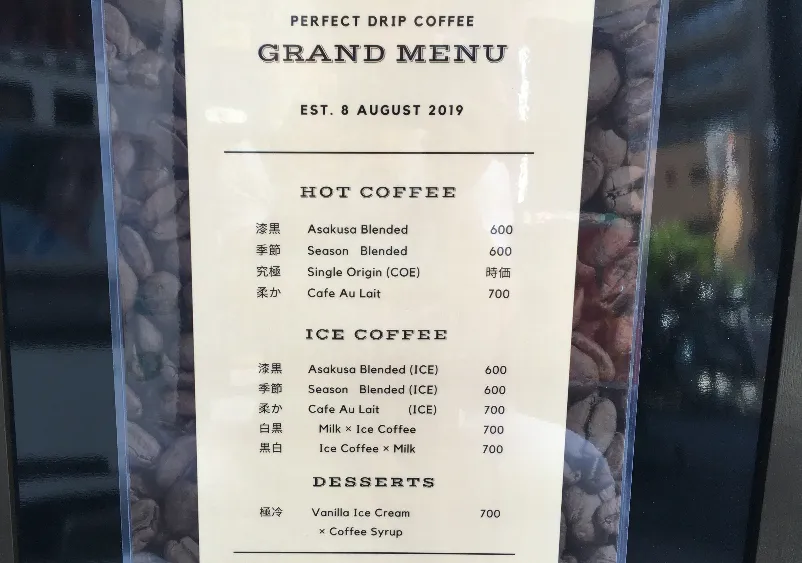 PERFECT DRIP COFFEE
GRAND MENU
EST. 8 AUGUST 2019
HOT COFFEE
漆黒 Asakusa Blended 600
季節 Season Blended 600
究極 Single Origin (COE) 時価
柔か Cafe Au Lait 700
ICE COFFEE
漆黒 Asakusa Blended (ICE) 600
季節 Season Blended (ICE) 600
柔か Cafe Au Lait (ICE) 700
白黒 Milk × Ice Coffee 700
黒白 Ice Coffee × Milk 700
DESSERTS
極冷 Vanilla Ice Cream 700
× Coffee Syrup